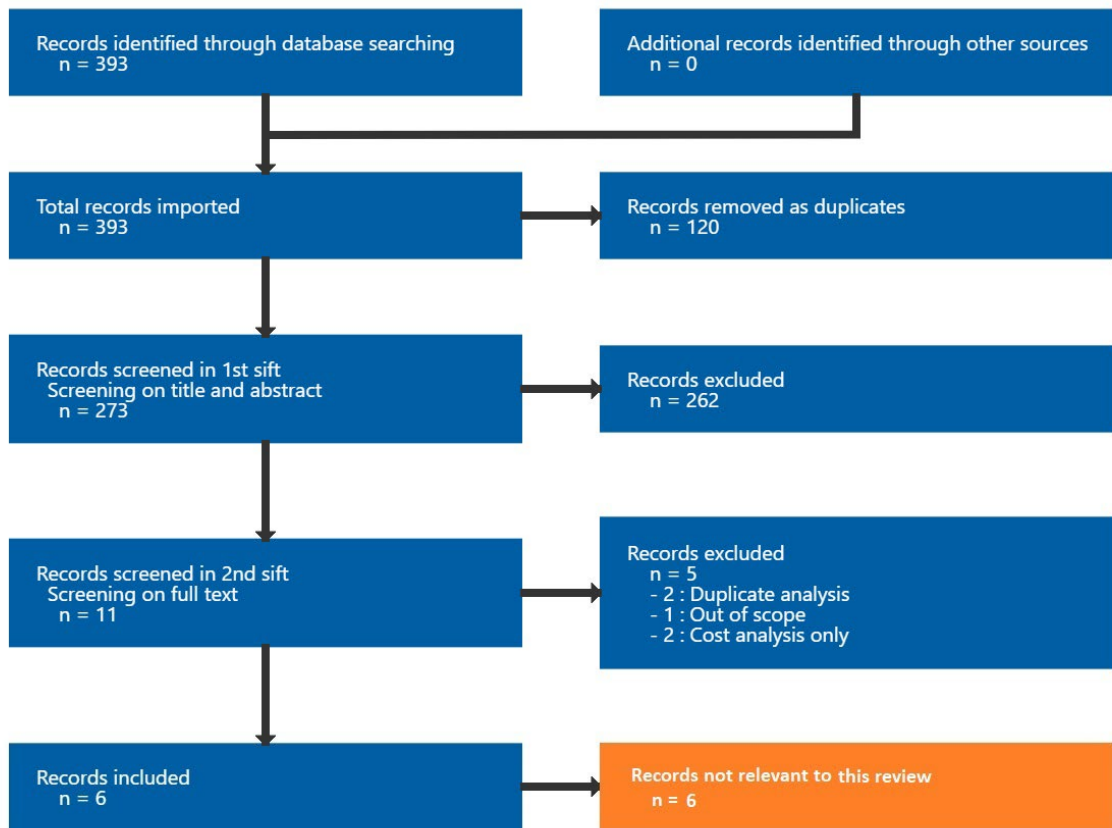 Records identified through database searching
n = 393
Additional records identified through other sources
n = 0
Total records imported
n = 393
Records removed as duplicates
n = 120
Records screened in 1st sift
Screening on title and abstract
n = 273
Records excluded
n = 262
Records screened in 2nd sift
Screening on full text
n = 11
Records excluded
n = 5
- 2 : Duplicate analysis
- 1 : Out of scope
- 2 : Cost analysis only
Records included
n = 6
Records not relevant to this review
n = 6